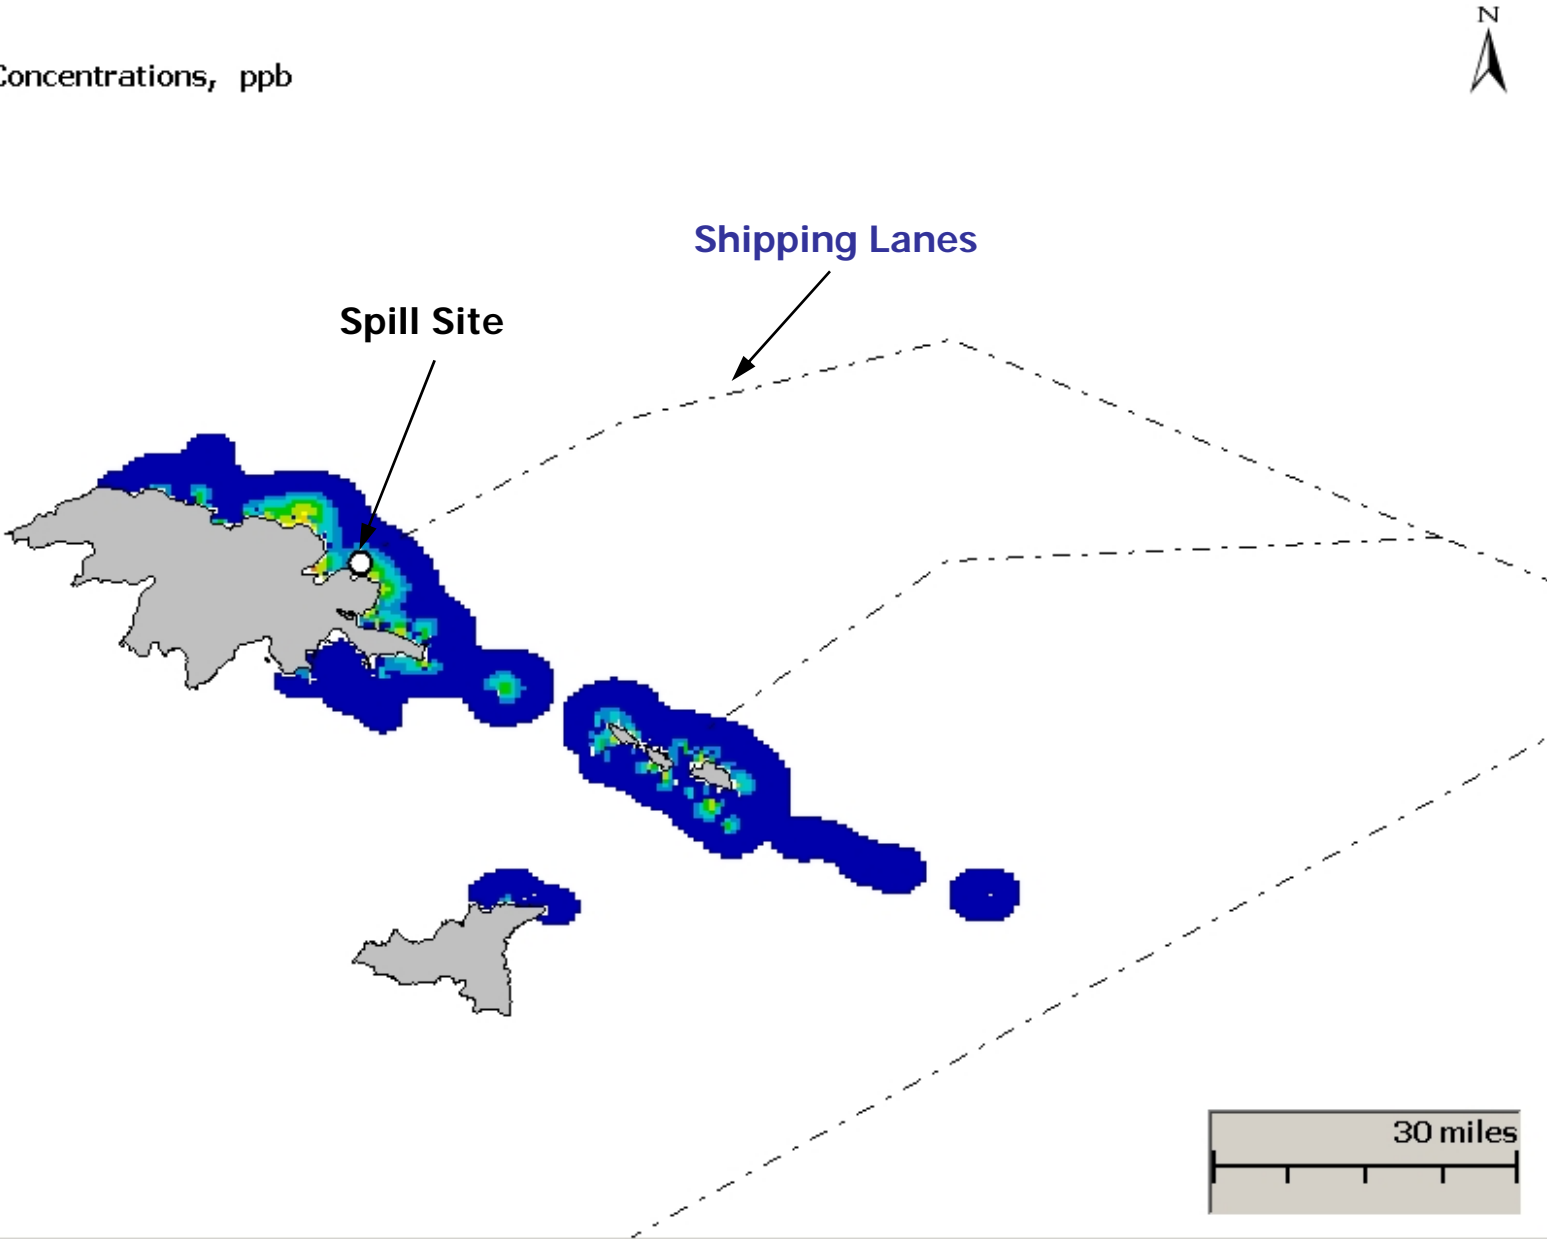 N
Concentrations, ppb
Shipping Lanes
Spill Site
30 miles